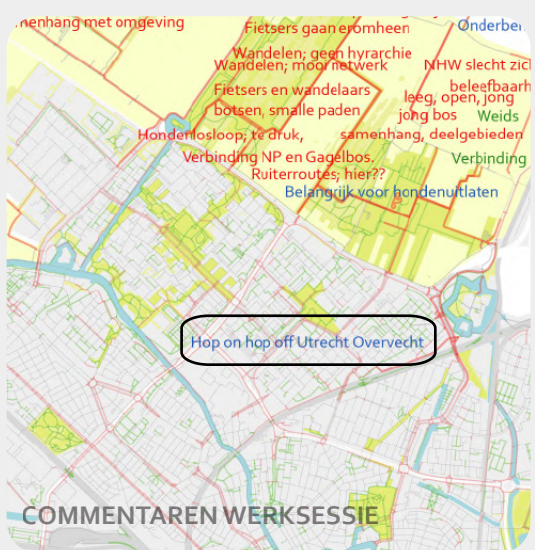 menhang met omgeving
Fietsers gaan eromheen
Onderbe
Wandelen; geen hyrarchie
Wandelen; mooi netwerk
NHW slecht zich
beleefbaarh
Fietsers en wandelaars
leeg, open, jong
botsen, smalle paden
jong bos
Weids
Hondenlosloop; te druk,
samenhang, deelgebieden
Verbinding NP en Gagelbos.
Verbinding
Ruiterroutes; hier??
Belangrijk voor hondenuitlaten
Hop on hop off Utrecht Overvecht
COMMENTAREN WERKSESSIE